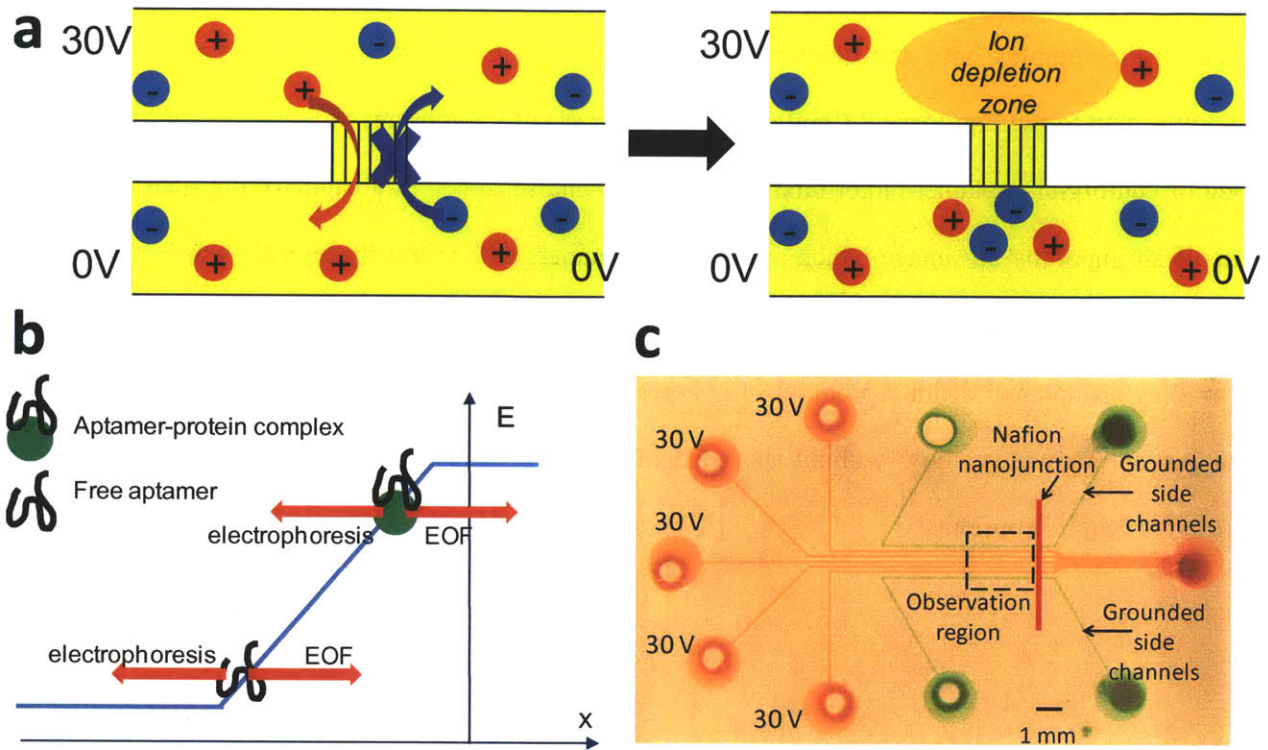 a
30V
+
-
+
+
-
-
-
+
+
+
-
-
0V
0V
30V
+
Ion
depletion
zone
+
-
-
-
+
-
+
-
-
+
+
0V
0V
b
Aptamer-protein complex
Free aptamer
E
electrophoresis
EOF
electrophoresis
EOF
x
c
30 V
30 V
30 V
30 V
30 V
Nafion
nanojunction
Grounded
side
channels
Observation
region
Grounded
side
channels
1 mm